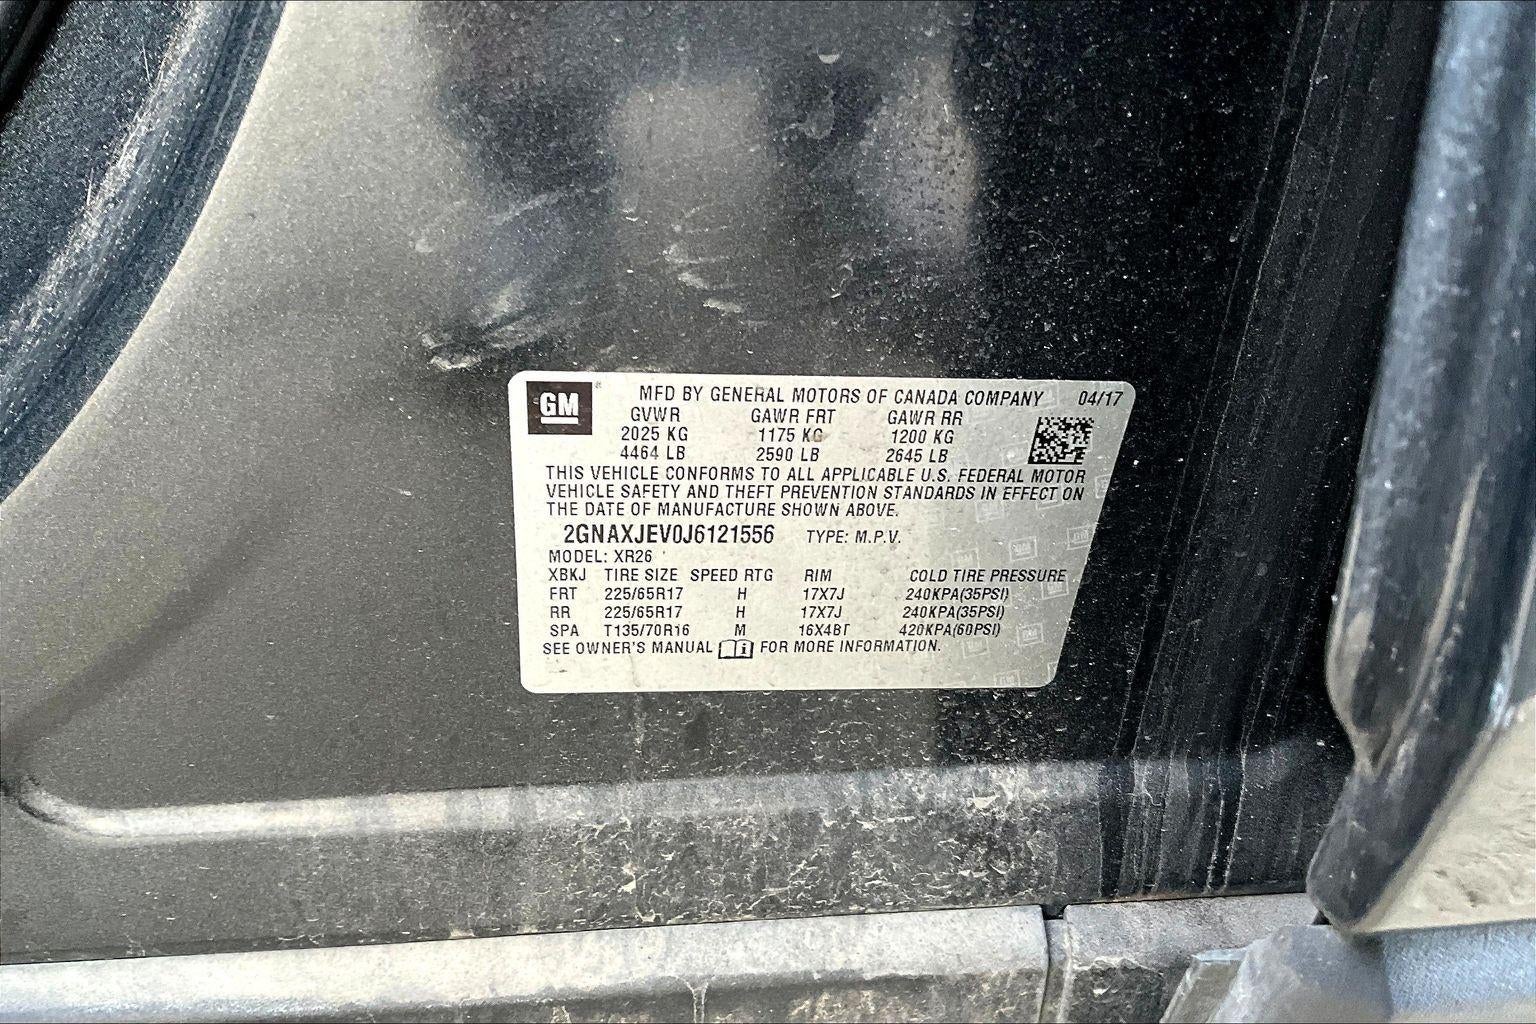 GM MFD BY GENERAL MOTORS OF CANADA COMPANY 04/17
GVWR GAWR FRT GAWR RR
2025 KG 1175 KG 1200 KG
4464 LB 2590 LB 2645 LB
THIS VEHICLE CONFORMS TO ALL APPLICABLE U.S. FEDERAL MOTOR
VEHICLE SAFETY AND THEFT PREVENTION STANDARDS IN EFFECT ON
THE DATE OF MANUFACTURE SHOWN ABOVE.
2GNAXJEV0J6121556 TYPE: M.P.V.
MODEL: XR26
XBKJ TIRE SIZE SPEED RTG RIM COLD TIRE PRESSURE
FRT 225/65R17 H 17X7J 240KPA(35PSI)
RR 225/65R17 H 17X7J 240KPA(35PSI)
SPA T135/70R16 M 16X4BT 420KPA(60PSI)
SEE OWNER'S MANUAL i FOR MORE INFORMATION.